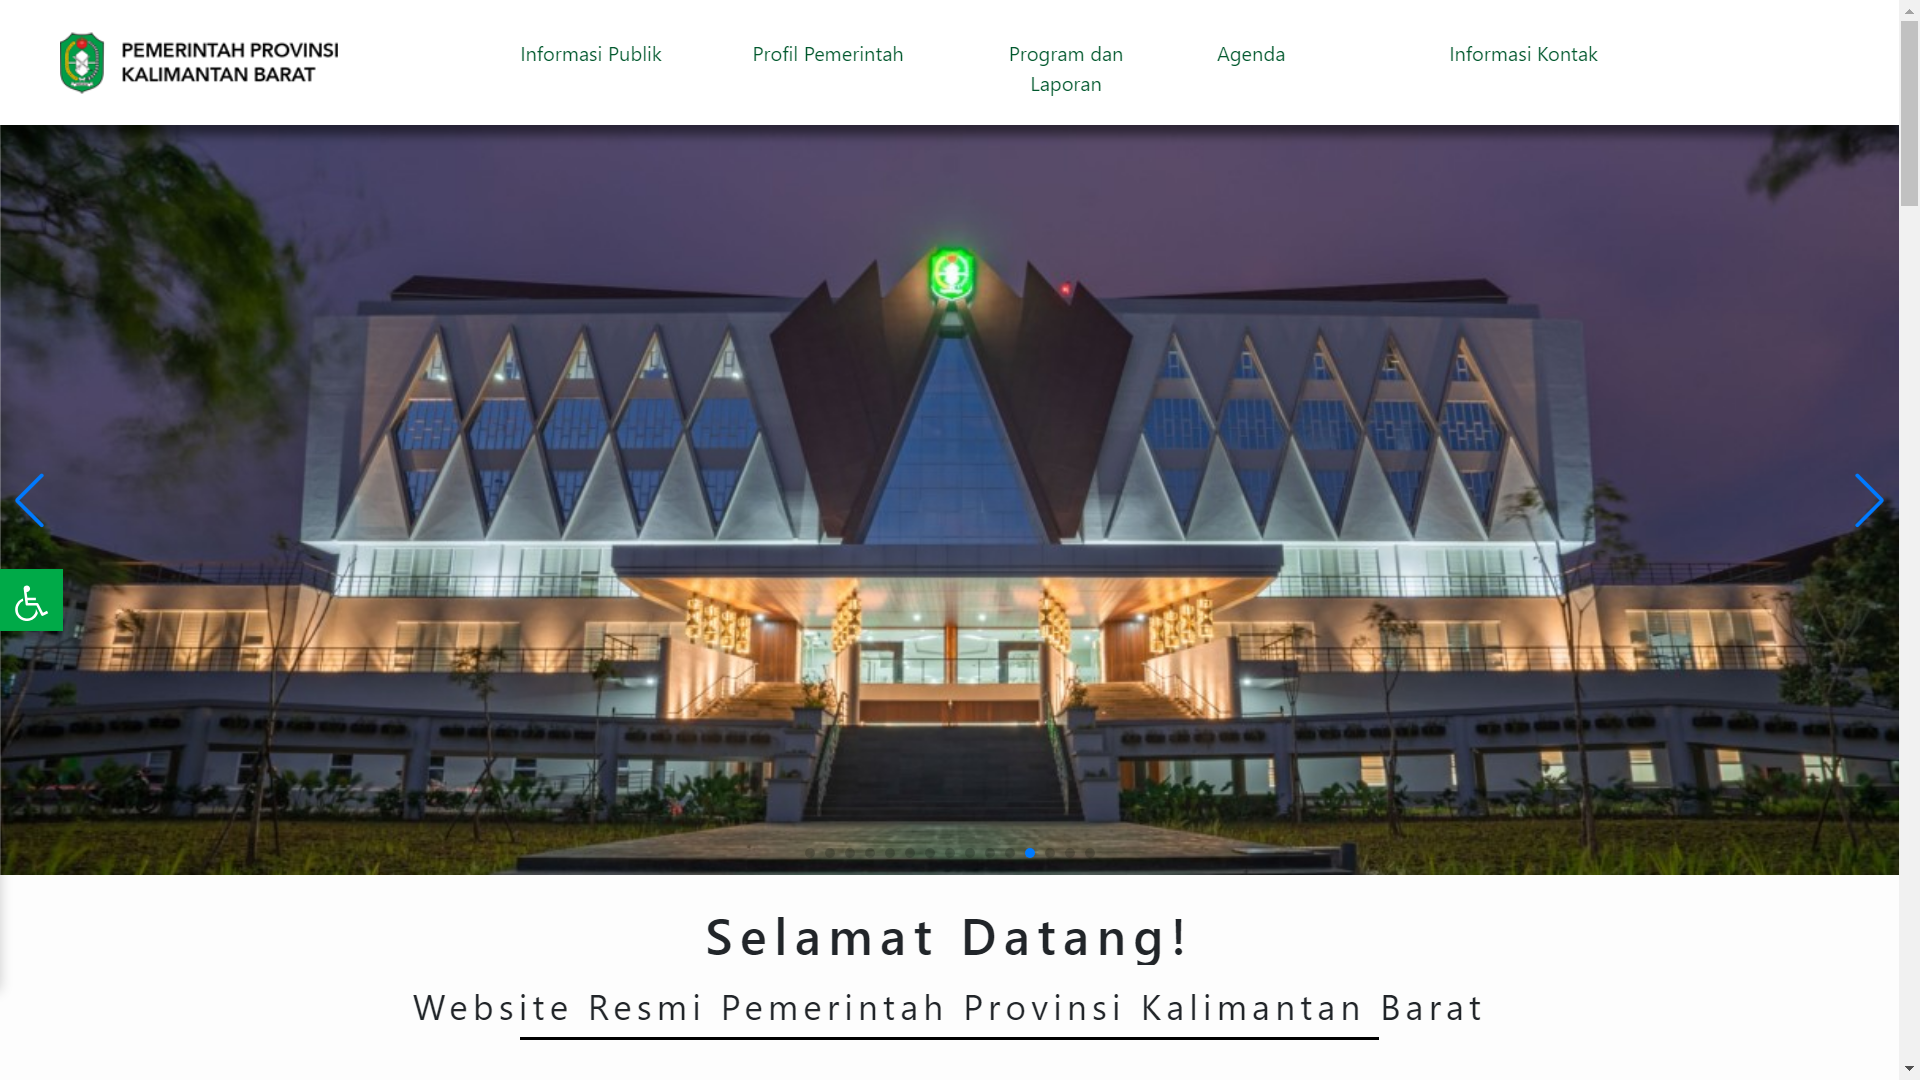 PEMERINTAH PROVINSI
KALIMANTAN BARAT
Informasi Publik
Profil Pemerintah
Program dan
Laporan
Agenda
Informasi Kontak
Selamat Datang!
Website Resmi Pemerintah Provinsi Kalimantan Barat